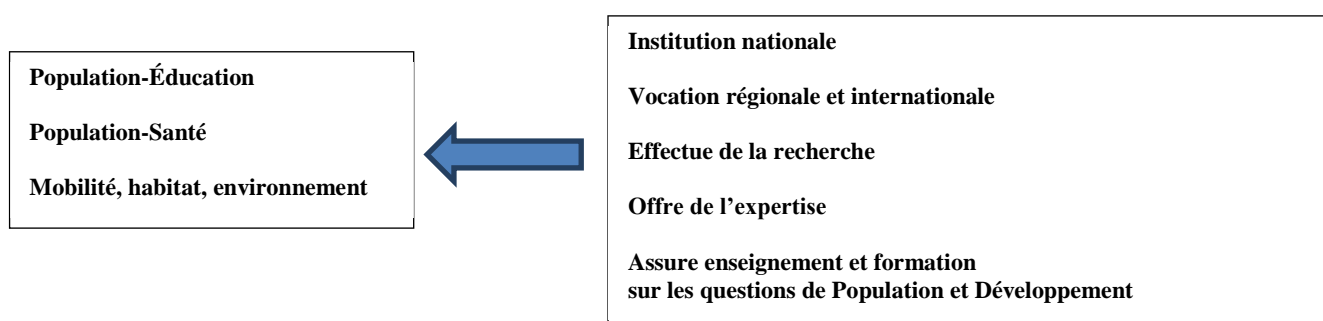 Population-Éducation
Population-Santé
Mobilité, habitat, environnement
Institution nationale
Vocation régionale et internationale
Effectue de la recherche
Offre de l’expertise
Assure enseignement et formation
sur les questions de Population et Développement